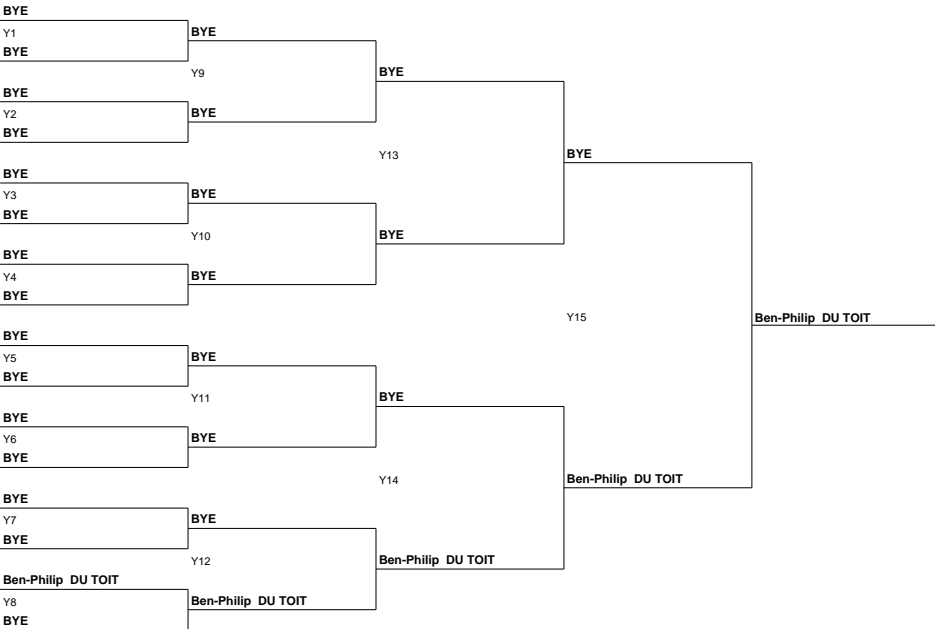 BYE
Y1
BYE
BYE
Y9
BYE
BYE
Y2
BYE
BYE
Y13
BYE
BYE
Y3
BYE
BYE
Y10
BYE
BYE
Y4
BYE
BYE
Y15
Ben-Philip DU TOIT
BYE
Y5
BYE
BYE
Y11
BYE
BYE
Y6
BYE
BYE
Y14
Ben-Philip DU TOIT
BYE
Y7
BYE
BYE
Y12
Ben-Philip DU TOIT
Ben-Philip DU TOIT
Y8
Ben-Philip DU TOIT
BYE